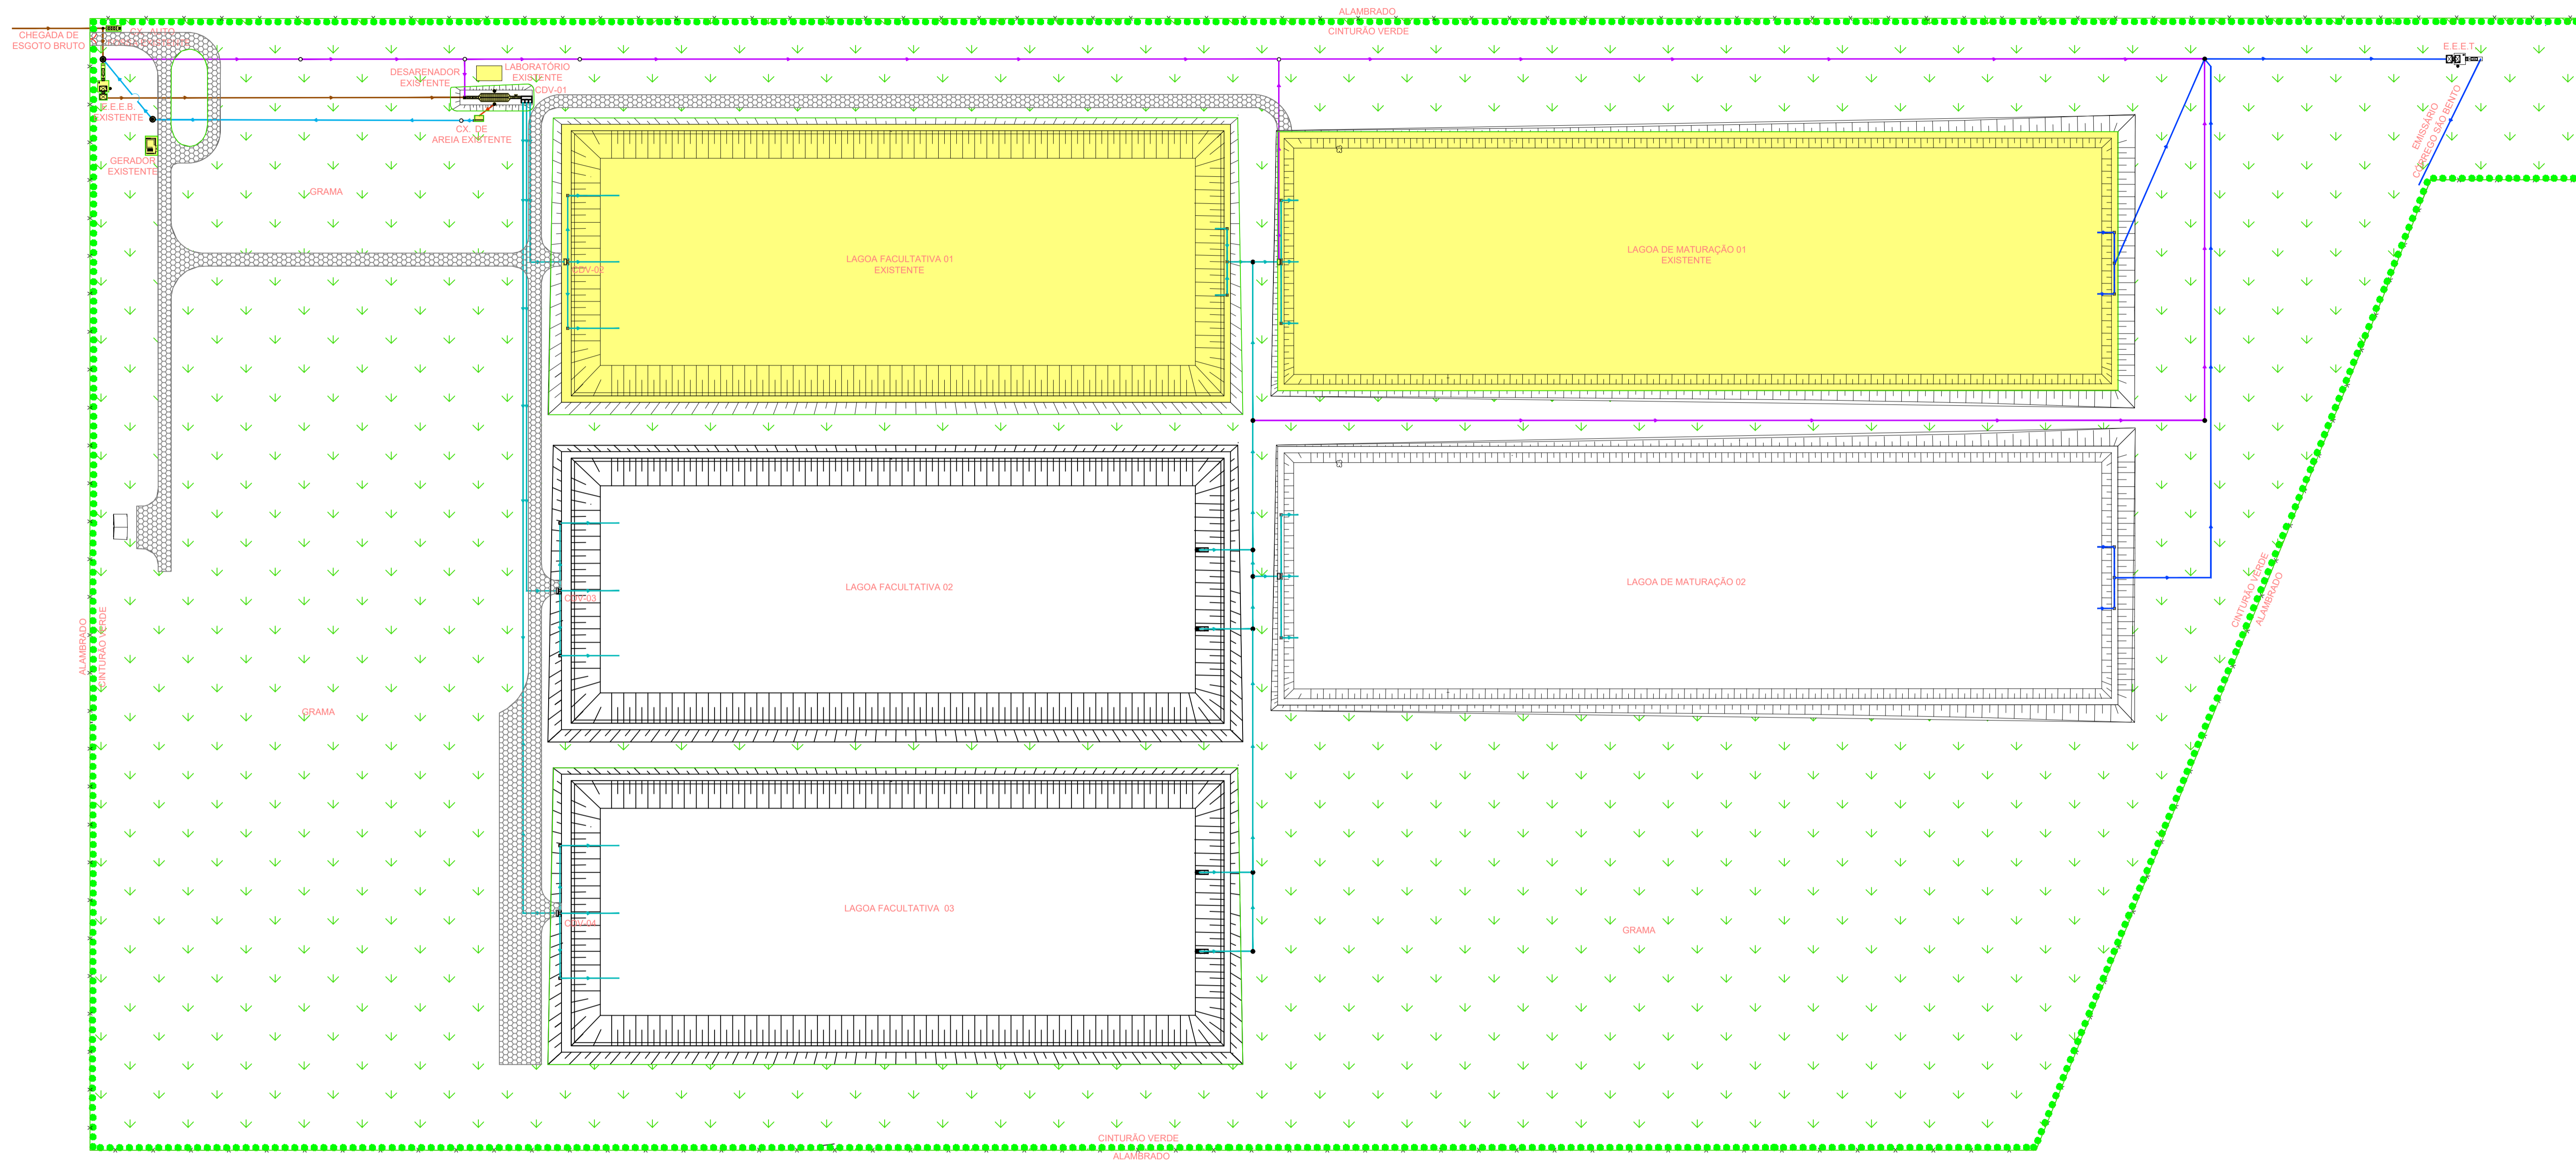 ALAMBRADO
CINTURÃO VERDE
CHEGADA DE
ESGOTO BRUTO
CX. AUTO
E.E.E.T.
LABORATÓRIO
EXISTENTE
DESARENADOR
EXISTENTE
CDV-01
E.E.E.B.
EXISTENTE
CX. DE
AREIA EXISTENTE
GERADOR
EXISTENTE
GRAMA
EMISSÁRIO
CÓRREGO SÃO BENTO
LAGOA FACULTATIVA 01
EXISTENTE
CDV-02
LAGOA DE MATURAÇÃO 01
EXISTENTE
LAGOA FACULTATIVA 02
CDV-03
LAGOA DE MATURAÇÃO 02
CINTURÃO VERDE
ALAMBRADO
ALAMBRADO
CINTURÃO VERDE
GRAMA
LAGOA FACULTATIVA 03
CDV-04
GRAMA
CINTURÃO VERDE
ALAMBRADO